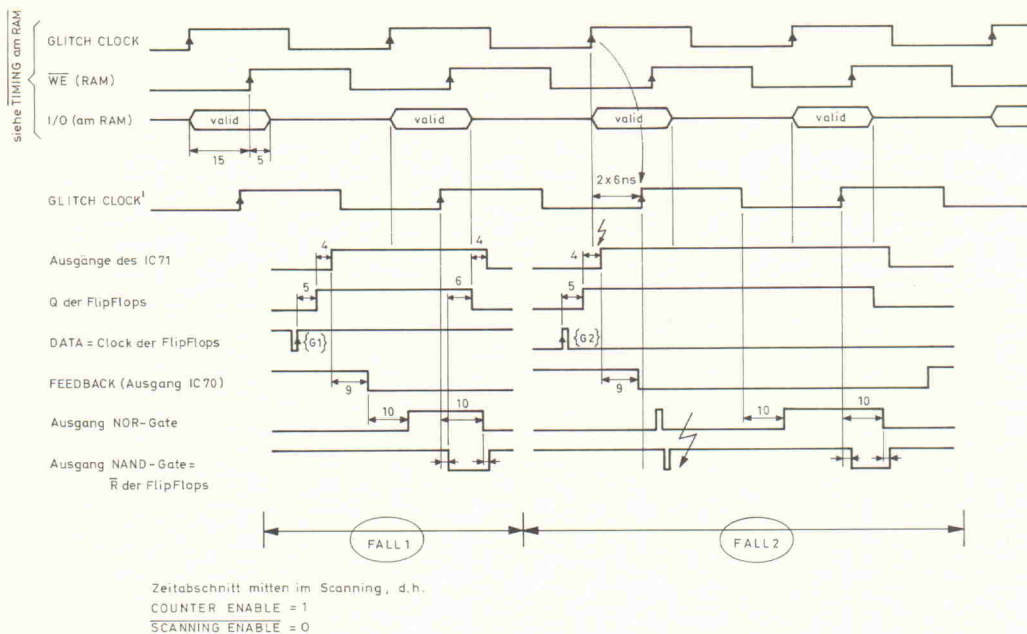 siehe TIMING am RAM
GLITCH CLOCK
WE (RAM)
I/O (am RAM)
valid
valid
valid
valid
15
5
2x6ns
GLITCH CLOCK'
Ausgänge des IC71
4
4
4
Q der FlipFlops
5
6
5
DATA = Clock der FlipFlops
{G1}
{G2}
FEEDBACK (Ausgang IC70)
9
9
Ausgang NOR-Gate
10
10
10
10
Ausgang NAND-Gate =
R der FlipFlops
FALL 1
FALL 2
Zeitabschnitt mitten im Scanning, d.h.
COUNTER ENABLE = 1
SCANNING ENABLE = 0